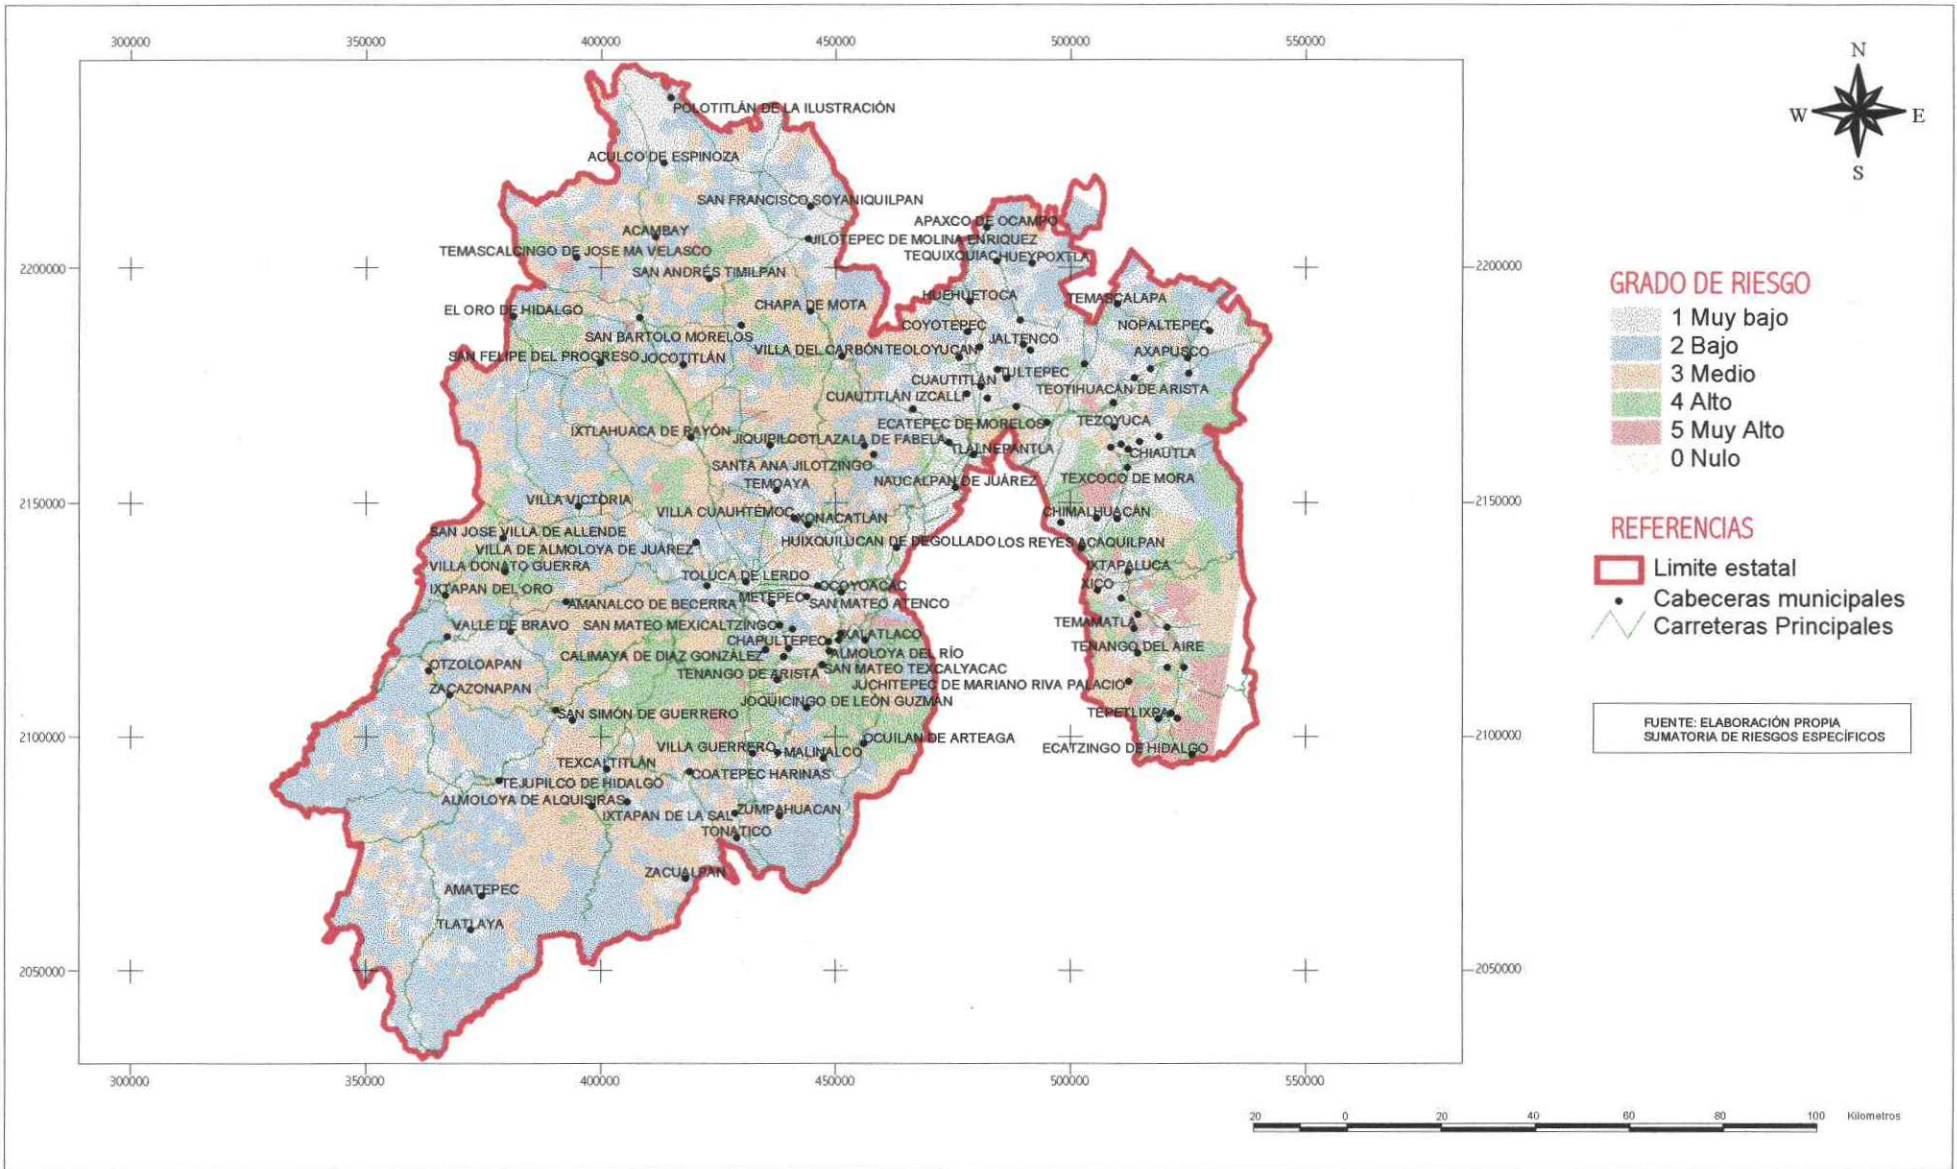 300000 350000 400000 450000 500000 550000
N
W E
S
POLOTITLÁN DE LA ILUSTRACIÓN
ACULCO DE ESPINOZA
SAN FRANCISCO SOYANIQUILPAN
APAXCO DE OCAMPO
ACAMBAY
JILOTEPEC DE MOLINA ENRIQUEZ
TEMASCALCINGO DE JOSE MA VELASCO
TEQUIXQUIAC HUEYPOXTLA
2200000 2200000
SAN ANDRÉS TIMILPAN
HUEHUETOCA
TEMASCALAPA
CHAPA DE MOTA
EL ORO DE HIDALGO
COYOTEPEC
NOPALTEPEC
SAN BARTOLO MORELOS
JALTENCO
VILLA DEL CARBÓN TEOLOYUCAN
AXAPUSCO
SAN FELIPE DEL PROGRESO JOCOTITLÁN
TULTEPEC
CUAUTITLÁN
TEOTIHUACÁN DE ARISTA
CUAUTITLÁN IZCALLI
ECATEPEC DE MORELOS
TEZOYUCA
IXTLAHUACA DE RAYÓN
JIQUIPILCO TLAZALA DE FABELA
TLALNEPANTLA
CHIAUTLA
SANTA ANA JILOTZINGO
TEXCOCO DE MORA
TEMOAYA
NAUCALPAN DE JUÁREZ
VILLA VICTORIA
2150000 2150000
VILLA CUAUHTÉMOC
XONACATLÁN
CHIMALHUACÁN
SAN JOSE VILLA DE ALLENDE
HUIXQUILUCAN DE DEGOLLADO
LOS REYES ACAQUILPAN
VILLA DE ALMOLOYA DE JUÁREZ
VILLA DONATO GUERRA
IXTAPALUCA
TOLUCA DE LERDO
XICO
IXTAPAN DEL ORO
OCOYOACAC
METEPEC
AMANALCO DE BECERRA
SAN MATEO ATENCO
VALLE DE BRAVO
SAN MATEO MEXICALTZINGO
TEMAMATLA
XALATLACO
CHAPULTEPEC
TENANGO DEL AIRE
CALIMAYA DE DIAZ GONZÁLEZ
ALMOLOYA DEL RÍO
OTZOLOAPAN
SAN MATEO TEXCALYACAC
TENANGO DE ARISTA
JUCHITEPEC DE MARIANO RIVA PALACIO
ZACAZONAPAN
JOQUICINGO DE LEÓN GUZMÁN
SAN SIMÓN DE GUERRERO
TEPETLIXPA
2100000 2100000
OCUILAN DE ARTEAGA
VILLA GUERRERO
MALINALCO
ECATZINGO DE HIDALGO
TEXCALTITLÁN
COATEPEC HARINAS
TEJUPILCO DE HIDALGO
ALMOLOYA DE ALQUISIRAS
ZUMPAHUACAN
IXTAPAN DE LA SAL
TONATICO
ZACUALPAN
AMATEPEC
TLATLAYA
2050000 2050000
300000 350000 400000 450000 500000 550000
GRADO DE RIESGO
1 Muy bajo
2 Bajo
3 Medio
4 Alto
5 Muy Alto
0 Nulo
REFERENCIAS
Limite estatal
Cabeceras municipales
Carreteras Principales
FUENTE: ELABORACIÓN PROPIA
SUMATORIA DE RIESGOS ESPECÍFICOS
20 0 20 40 60 80 100 Kilometros